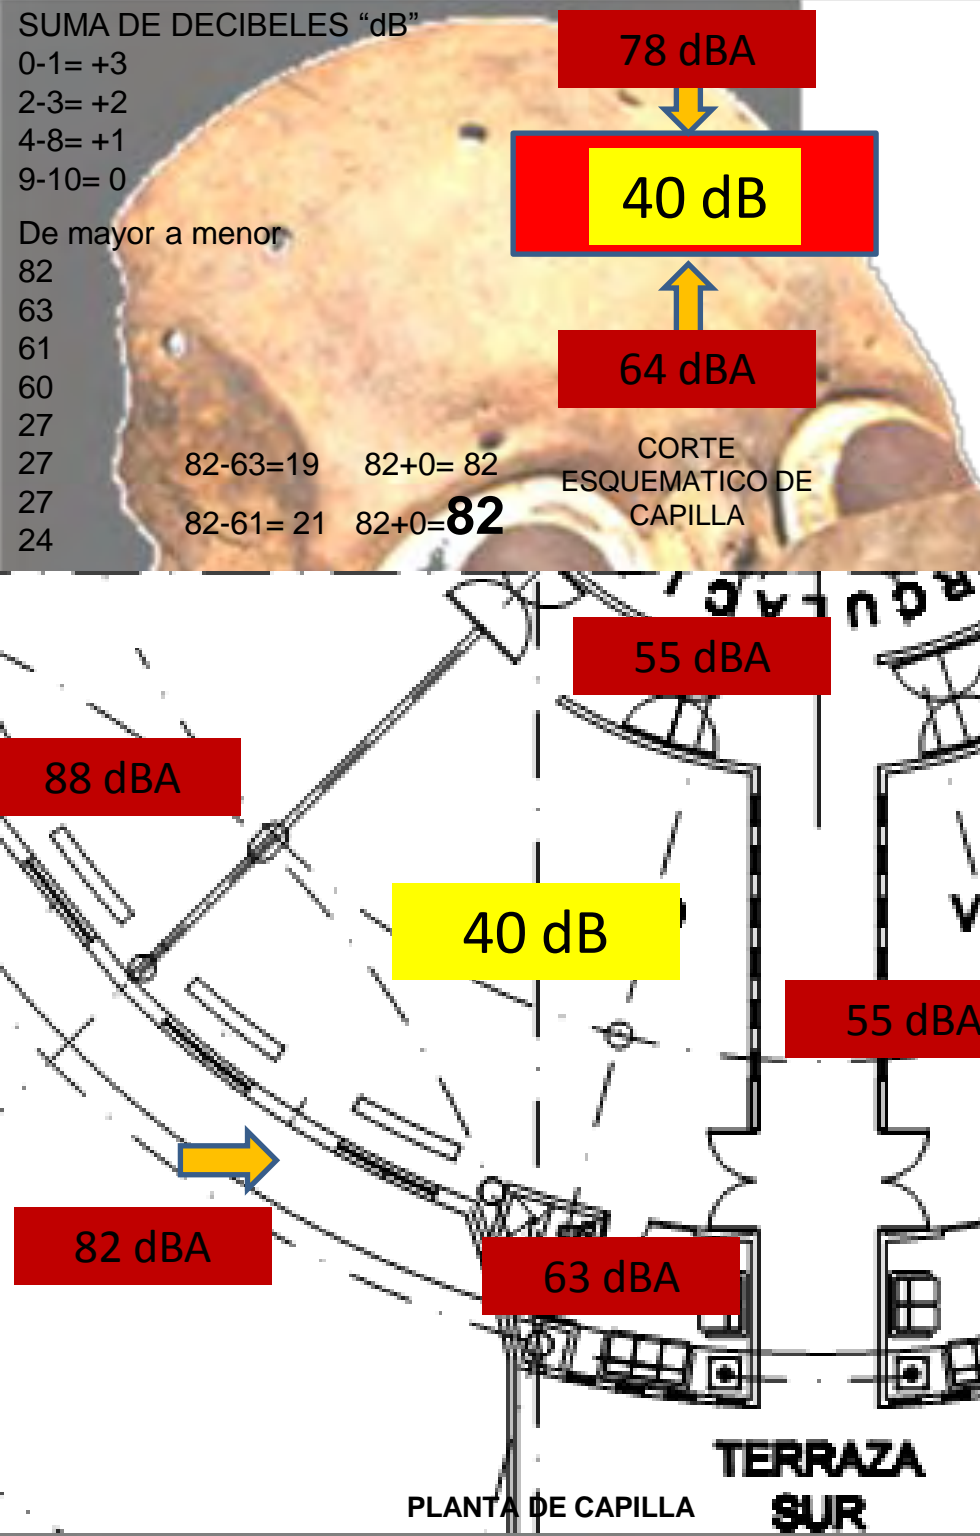 SUMA DE DECIBELES “dB”
0-1= +3
2-3= +2
4-8= +1
9-10= 0
De mayor a menor
82
63
61
60
27
27
27
24
82-63=19 82+0= 82
82-61= 21 82+0=82
78 dBA
40 dB
64 dBA
CORTE
ESQUEMATICO DE
CAPILLA
55 dBA
88 dBA
40 dB
55 dBA
82 dBA
63 dBA
TERRAZA
SUR
PLANTA DE CAPILLA